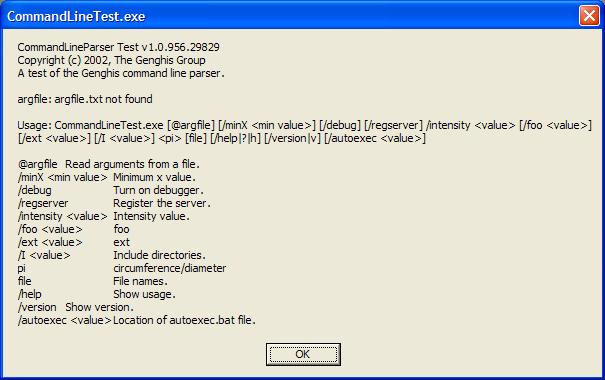 CommandLineTest.exe
CommandLineParser Test v1.0.956.29829
Copyright (c) 2002, The Genghis Group
A test of the Genghis command line parser.
argfile: argfile.txt not found
Usage: CommandLineTest.exe [@argfile] [/minX <min value>] [/debug] [/regserver] /intensity <value> [/foo <value>]
[/ext <value>] [/I <value>] <pi> [file] [/help|?|h] [/version|v] [/autoexec <value>]
@argfile Read arguments from a file.
/minX <min value> Minimum x value.
/debug Turn on debugger.
/regserver Register the server.
/intensity <value> Intensity value.
/foo <value> foo
/ext <value> ext
/I <value> Include directories.
pi circumference/diameter
file File names.
/help Show usage.
/version Show version.
/autoexec <value> Location of autoexec.bat file.
OK